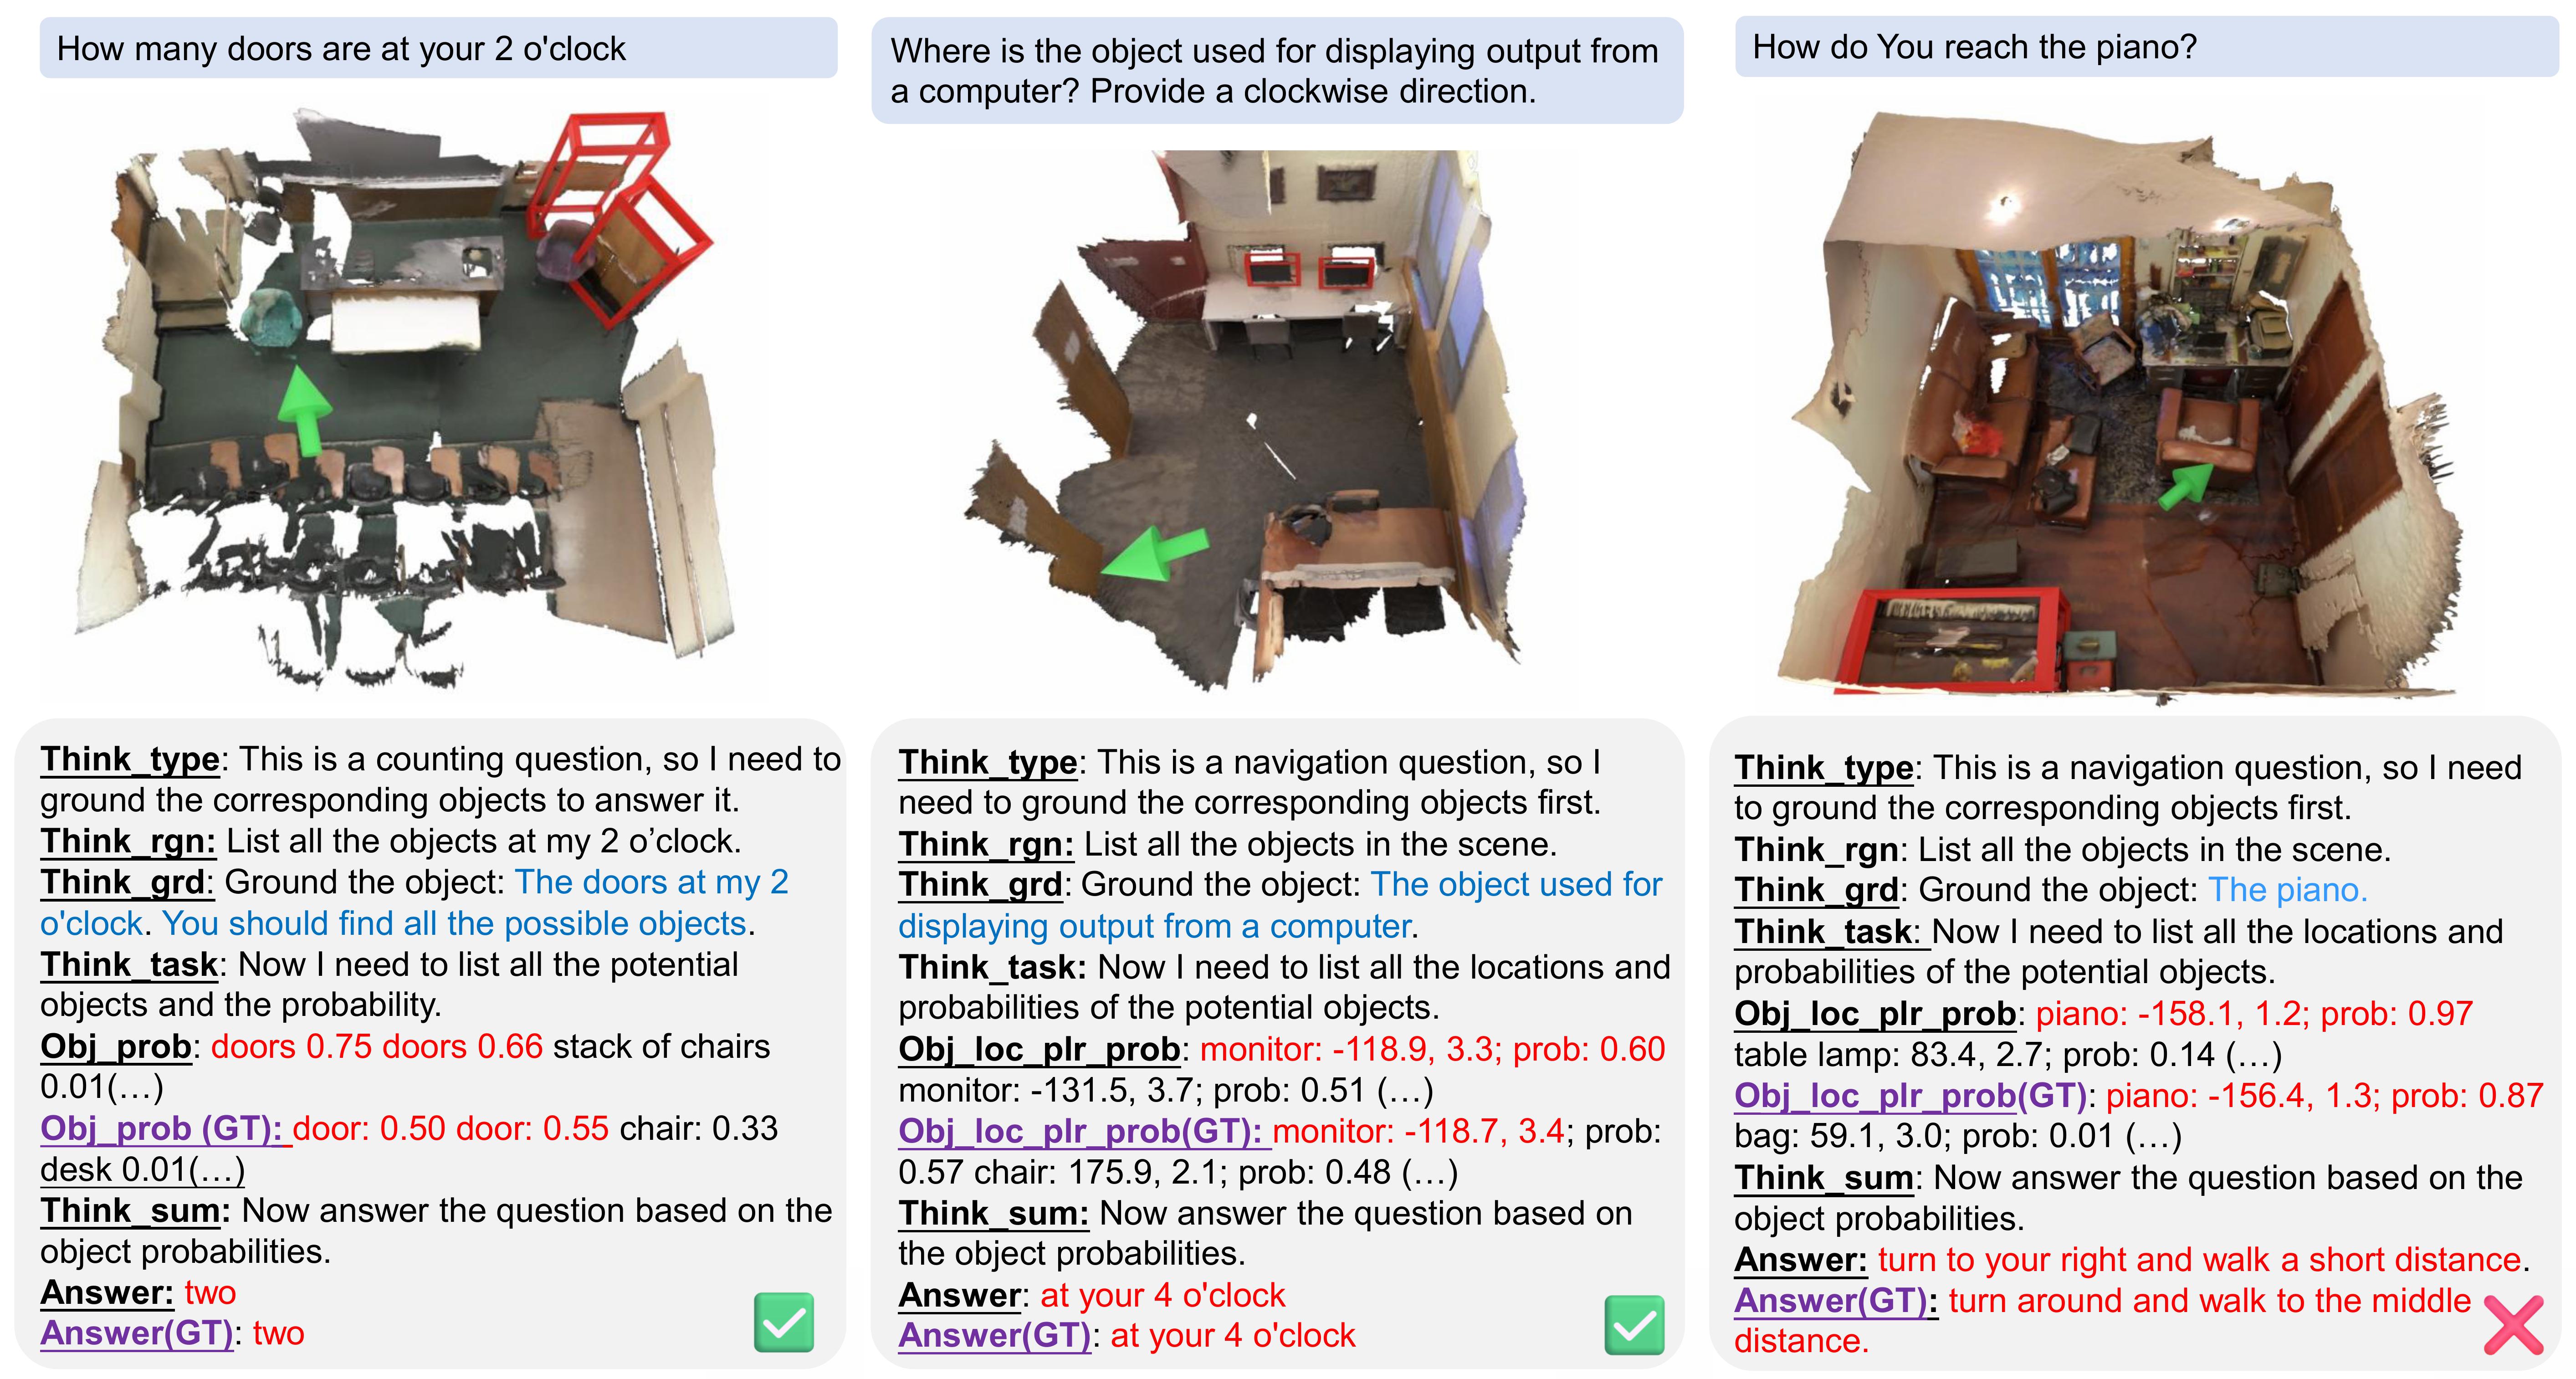 How many doors are at your 2 o'clock
Think_type: This is a counting question, so I need to
ground the corresponding objects to answer it.
Think_rgn: List all the objects at my 2 o’clock.
Think_grd: Ground the object: The doors at my 2
o'clock. You should find all the possible objects.
Think_task: Now I need to list all the potential
objects and the probability.
Obj_prob: doors 0.75 doors 0.66 stack of chairs
0.01(…)
Obj_prob (GT): door: 0.50 door: 0.55 chair: 0.33
desk 0.01(…)
Think_sum: Now answer the question based on the
object probabilities.
Answer: two
Answer(GT): two
Where is the object used for displaying output from
a computer? Provide a clockwise direction.
Think_type: This is a navigation question, so I
need to ground the corresponding objects first.
Think_rgn: List all the objects in the scene.
Think_grd: Ground the object: The object used for
displaying output from a computer.
Think_task: Now I need to list all the locations and
probabilities of the potential objects.
Obj_loc_plr_prob: monitor: -118.9, 3.3; prob: 0.60
monitor: -131.5, 3.7; prob: 0.51 (…)
Obj_loc_plr_prob(GT): monitor: -118.7, 3.4; prob:
0.57 chair: 175.9, 2.1; prob: 0.48 (…)
Think_sum: Now answer the question based on
the object probabilities.
Answer: at your 4 o'clock
Answer(GT): at your 4 o'clock
How do You reach the piano?
Think_type: This is a navigation question, so I need
to ground the corresponding objects first.
Think_rgn: List all the objects in the scene.
Think_grd: Ground the object: The piano.
Think_task: Now I need to list all the locations and
probabilities of the potential objects.
Obj_loc_plr_prob: piano: -158.1, 1.2; prob: 0.97
table lamp: 83.4, 2.7; prob: 0.14 (…)
Obj_loc_plr_prob(GT): piano: -156.4, 1.3; prob: 0.87
bag: 59.1, 3.0; prob: 0.01 (…)
Think_sum: Now answer the question based on the
object probabilities.
Answer: turn to your right and walk a short distance.
Answer(GT): turn around and walk to the middle
distance.